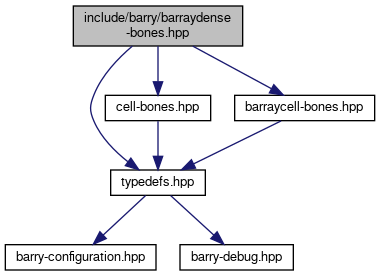 include/barry/barraydense
-bones.hpp
cell-bones.hpp
barraycell-bones.hpp
typedefs.hpp
barry-configuration.hpp
barry-debug.hpp